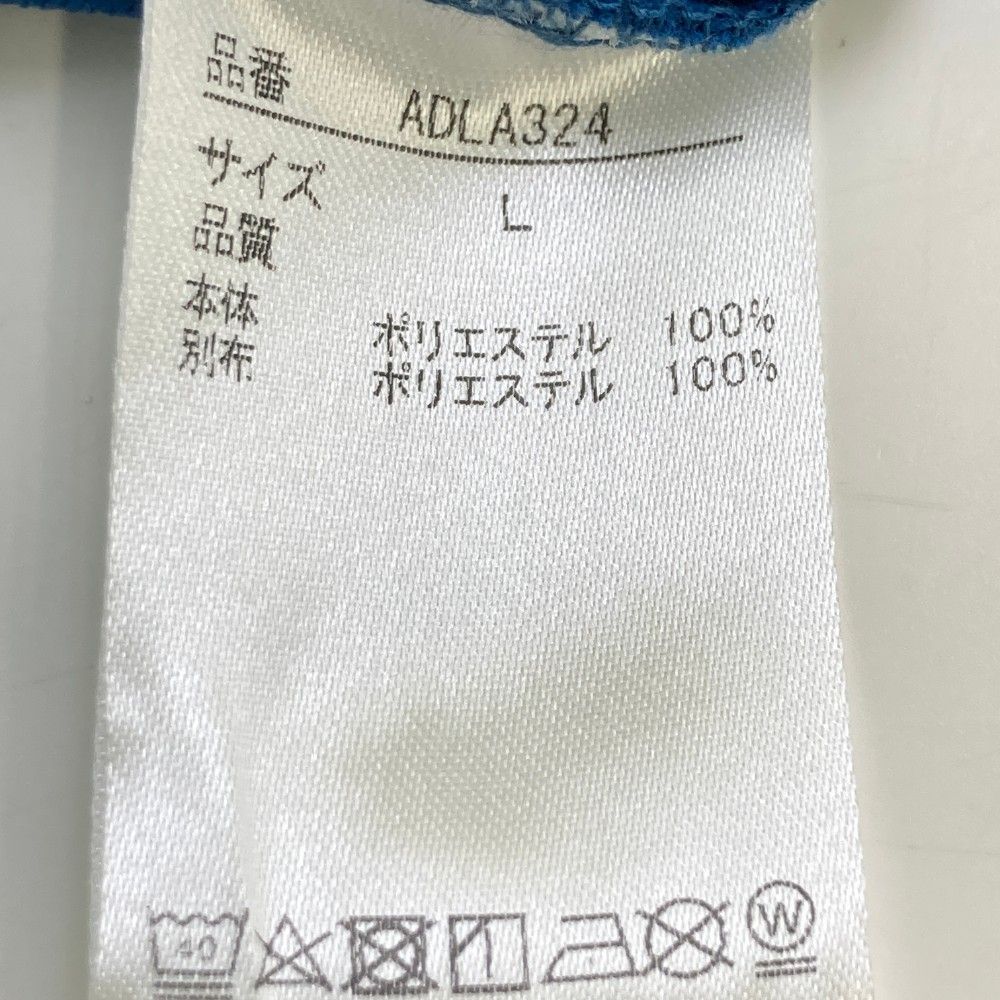 品番 ADLA324
サイズ L
品質
本体 ポリエステル 100%
別布 ポリエステル 100%
40 W